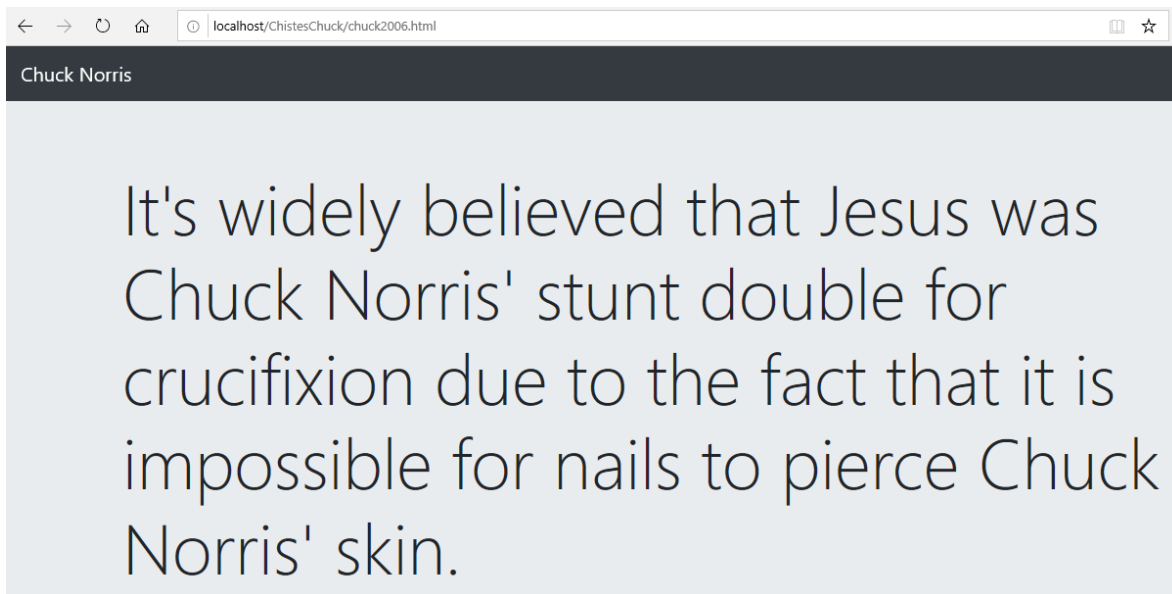 localhost/ChistesChuck/chuck2006.html
Chuck Norris
It's widely believed that Jesus was
Chuck Norris' stunt double for
crucifixion due to the fact that it is
impossible for nails to pierce Chuck
Norris' skin.